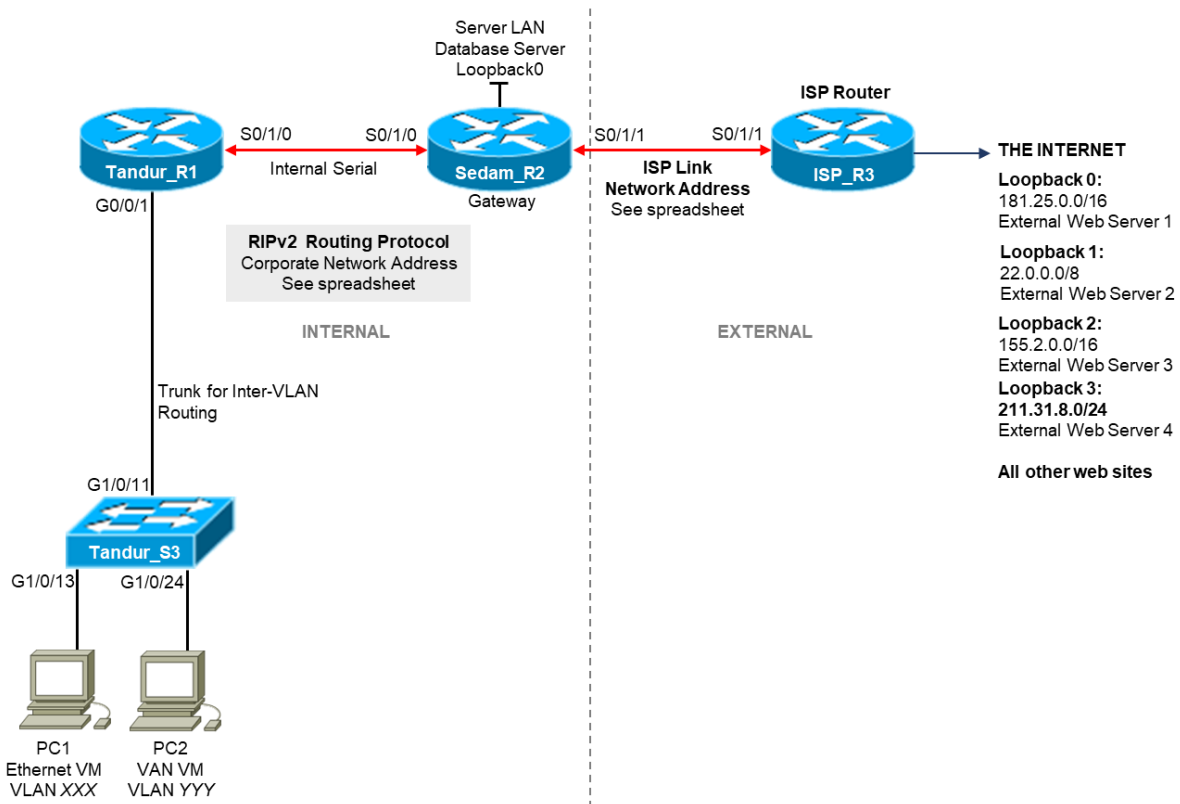 Server LAN
Database Server
Loopback0
ISP Router
S0/1/0
S0/1/0
S0/1/1
S0/1/1
Internal Serial
Tandur_R1
Sedam_R2
Gateway
ISP Link
Network Address
See spreadsheet
ISP_R3
THE INTERNET
Loopback 0:
181.25.0.0/16
External Web Server 1
Loopback 1:
22.0.0.0/8
External Web Server 2
Loopback 2:
155.2.0.0/16
External Web Server 3
Loopback 3:
211.31.8.0/24
External Web Server 4
All other web sites
G0/0/1
RIPv2 Routing Protocol
Corporate Network Address
See spreadsheet
INTERNAL
EXTERNAL
Trunk for Inter-VLAN
Routing
G1/0/11
Tandur_S3
G1/0/13
G1/0/24
PC1
Ethernet VM
VLAN XXX
PC2
VAN VM
VLAN YYY